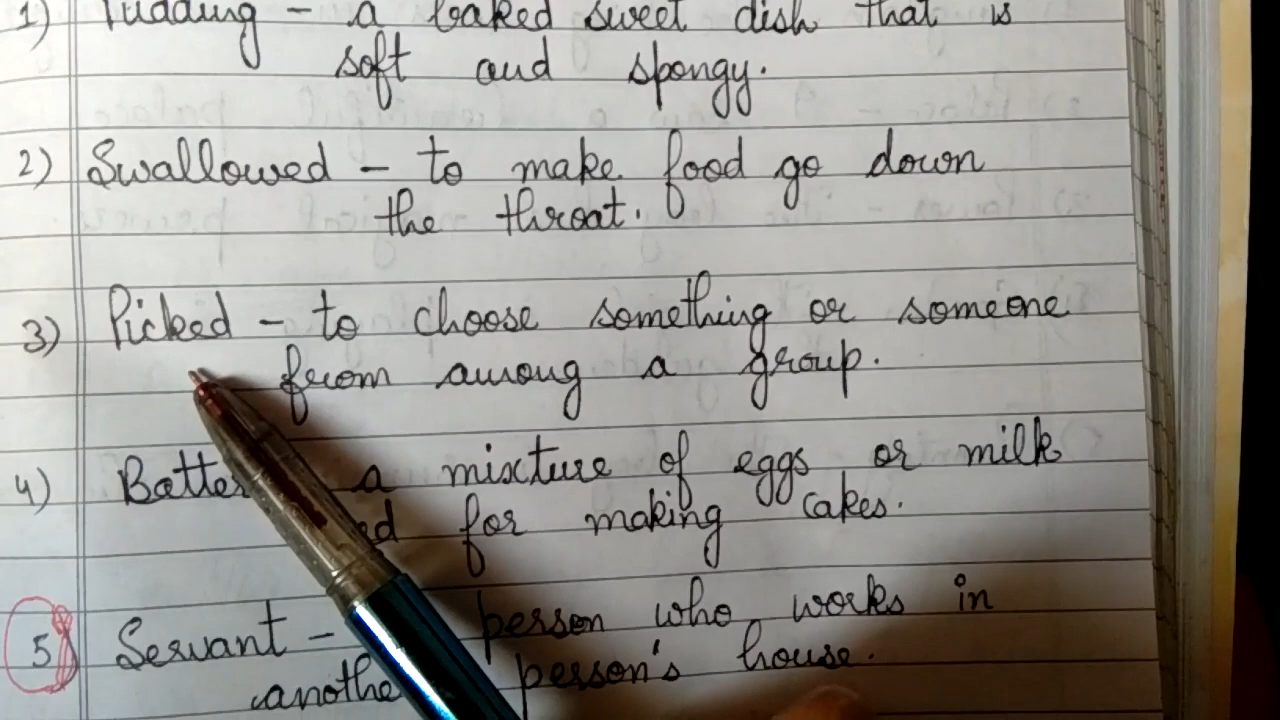 1) Pudding - a baked sweet dish that is
soft and spongy.
2) Swallowed - to make food go down
the throat.
3) Picked - to choose something or someone
from among a group.
4) Batter a mixture of eggs or milk
for making cakes.
5) Servant - person who works in
another person's house.